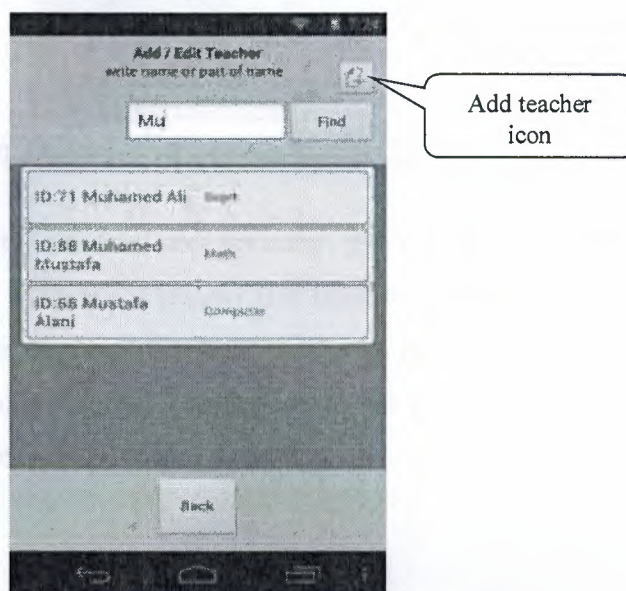 Add / Edit Teacher
write name or part of name
Mu
Find
Add teacher
icon
ID:71 Muhamed Ali
ID:88 Muhamed
Mustafa
Math
ID:66 Mustafa
Alani
Computer
Back